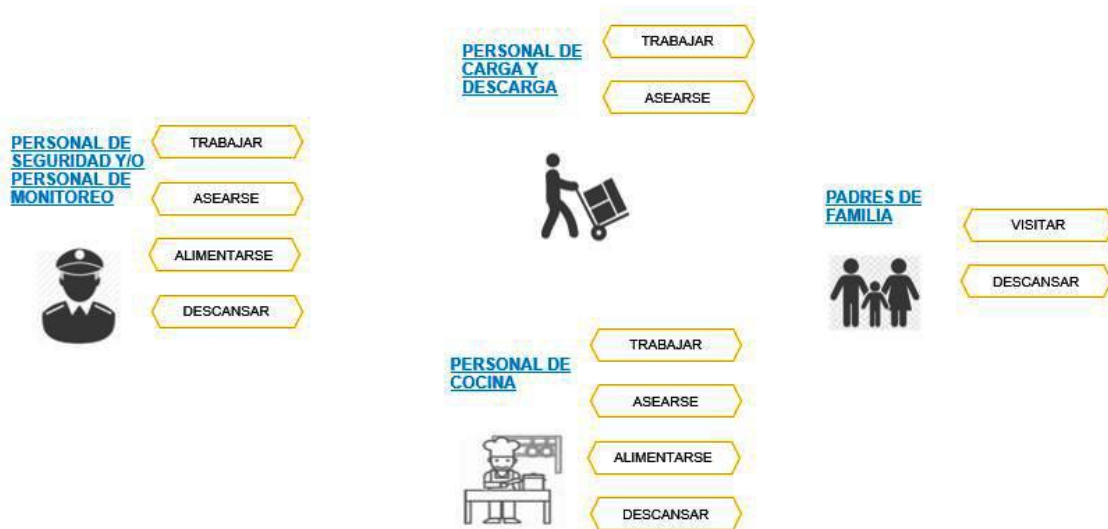 PERSONAL DE
SEGURIDAD Y/O
PERSONAL DE
MONITOREO
TRABAJAR
ASEARSE
ALIMENTARSE
DESCANSAR
PERSONAL DE
CARGA Y
DESCARGA
TRABAJAR
ASEARSE
PERSONAL DE
COCINA
TRABAJAR
ASEARSE
ALIMENTARSE
DESCANSAR
PADRES DE
FAMILIA
VISITAR
DESCANSAR